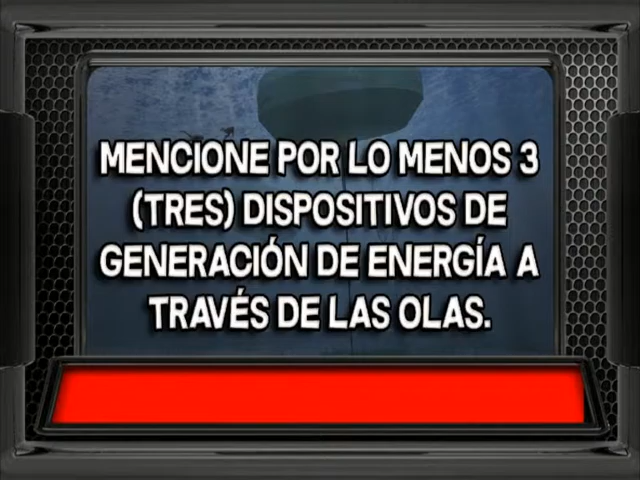 MENCIONE POR LO MENOS 3
(TRES) DISPOSITIVOS DE
GENERACIÓN DE ENERGÍA A
TRAVÉS DE LAS OLAS.